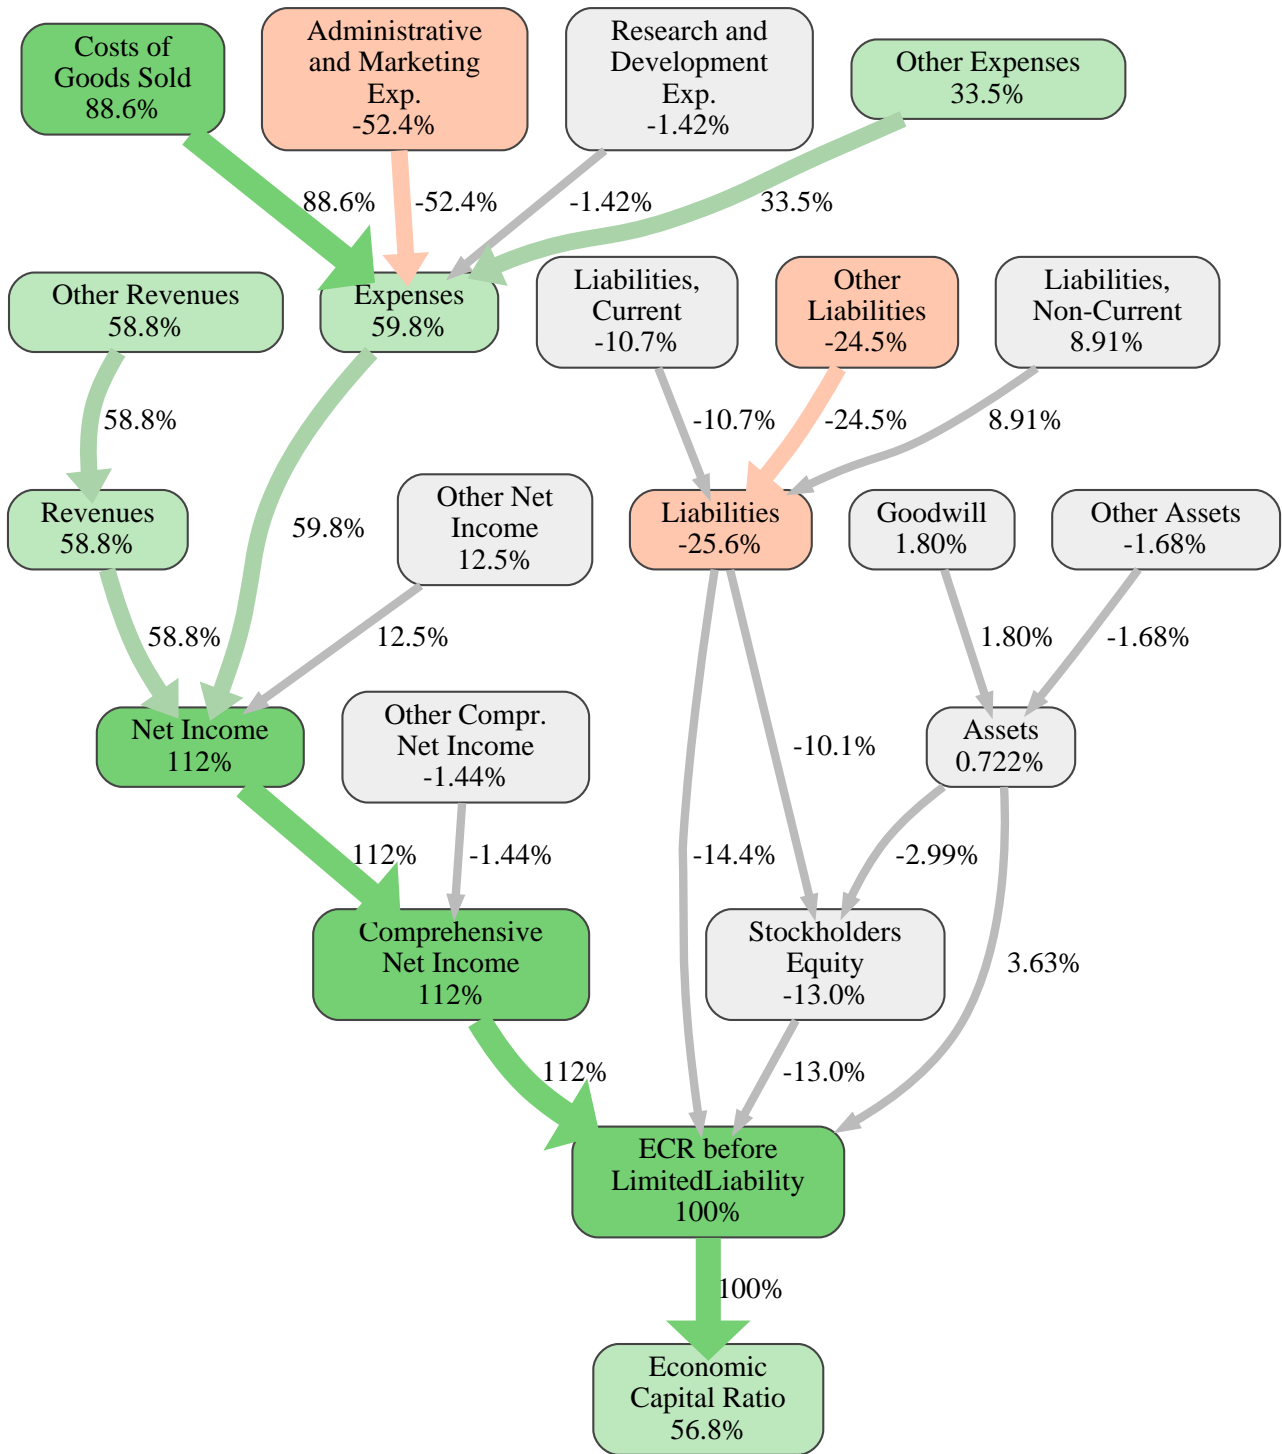 Costs of
Goods Sold
88.6%
Administrative
and Marketing
Exp.
-52.4%
Research and
Development
Exp.
-1.42%
Other Expenses
33.5%
88.6%
-52.4%
-1.42%
33.5%
Other Revenues
58.8%
Expenses
59.8%
Liabilities,
Current
-10.7%
Other
Liabilities
-24.5%
Liabilities,
Non-Current
8.91%
58.8%
-10.7%
-24.5%
8.91%
Revenues
58.8%
59.8%
Other Net
Income
12.5%
Liabilities
-25.6%
Goodwill
1.80%
Other Assets
-1.68%
58.8%
12.5%
1.80%
-1.68%
Net Income
112%
Other Compr.
Net Income
-1.44%
-10.1%
Assets
0.722%
112%
-1.44%
-14.4%
-2.99%
Comprehensive
Net Income
112%
Stockholders
Equity
-13.0%
3.63%
112%
-13.0%
ECR before
LimitedLiability
100%
100%
Economic
Capital Ratio
56.8%